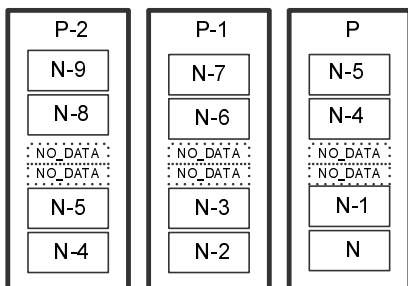 P-2
N-9
N-8
NO_DATA
NO_DATA
N-5
N-4
P-1
N-7
N-6
NO_DATA
NO_DATA
N-3
N-2
P
N-5
N-4
NO_DATA
NO_DATA
N-1
N